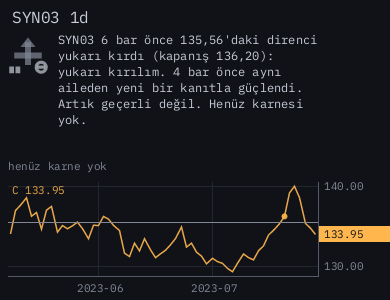 SYN03 1d
SYN03 6 bar önce 135,56'daki direnci
yukarı kırdı (kapanış 136,20):
yukarı kırılım. 4 bar önce aynı
aileden yeni bir kanıtla güçlendi.
Artık geçerli değil. Henüz karnesi
yok.
henüz karne yok
C 133.95
140.00
133.95
130.00
2023-06 2023-07